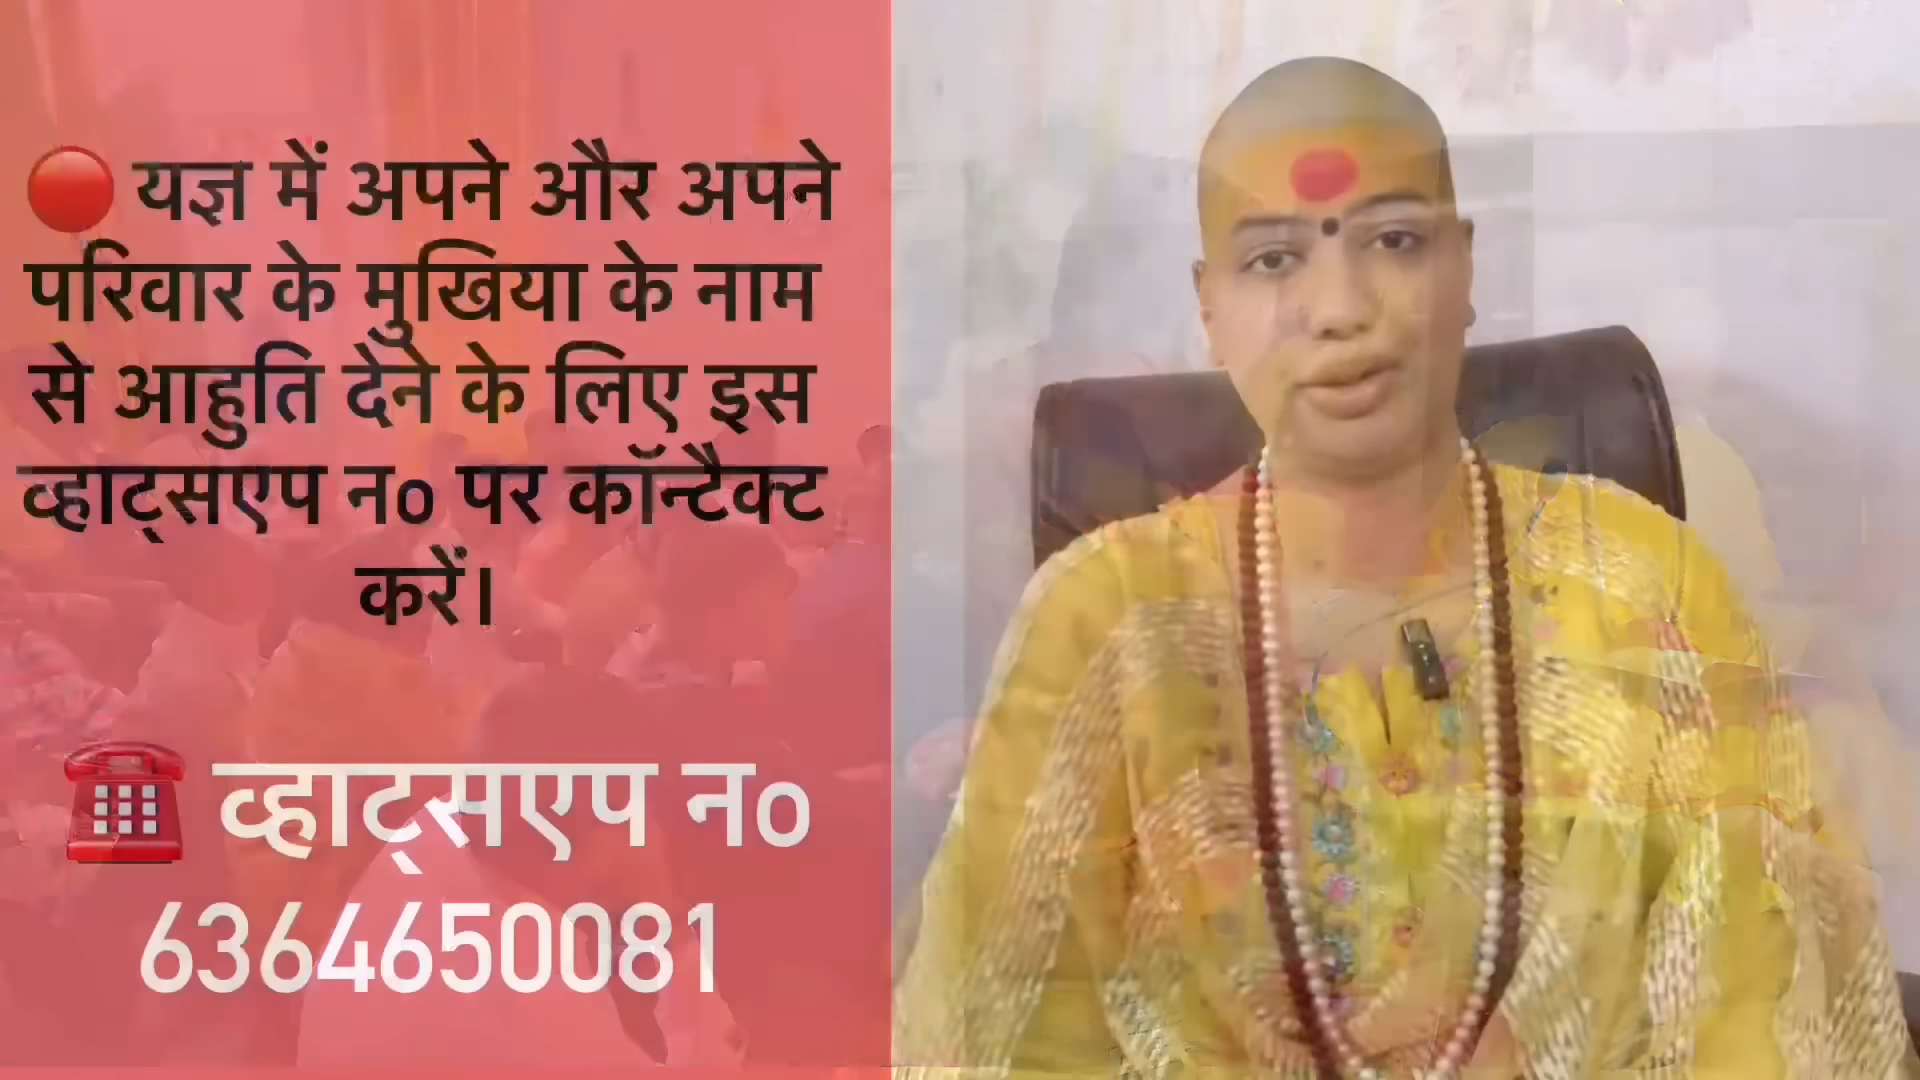 🔴 यज्ञ में अपने और अपने
परिवार के मुखिया के नाम
से आहुति देने के लिए इस
व्हाट्सएप न० पर कॉन्टैक्ट
करें।
☎️ व्हाट्सएप न०
6364650081